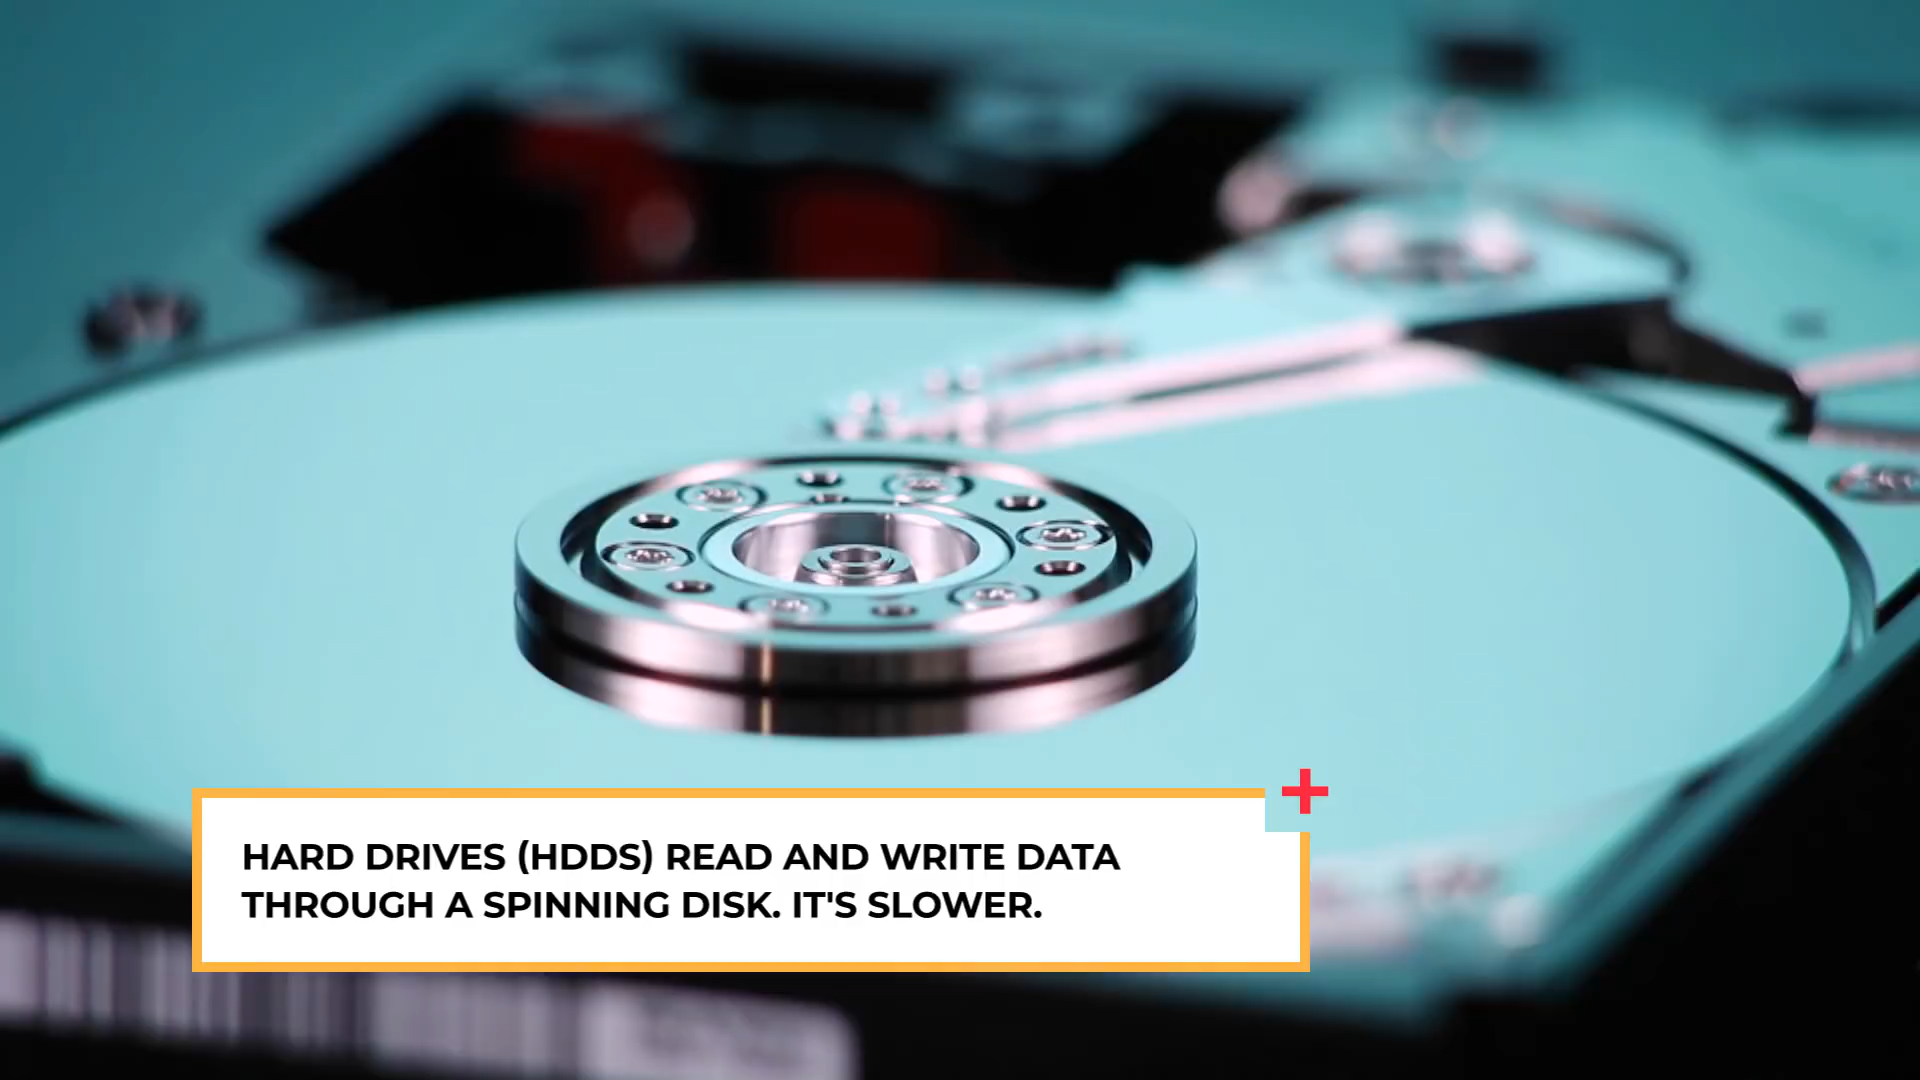 HARD DRIVES (HDDS) READ AND WRITE DATA
THROUGH A SPINNING DISK. IT'S SLOWER.